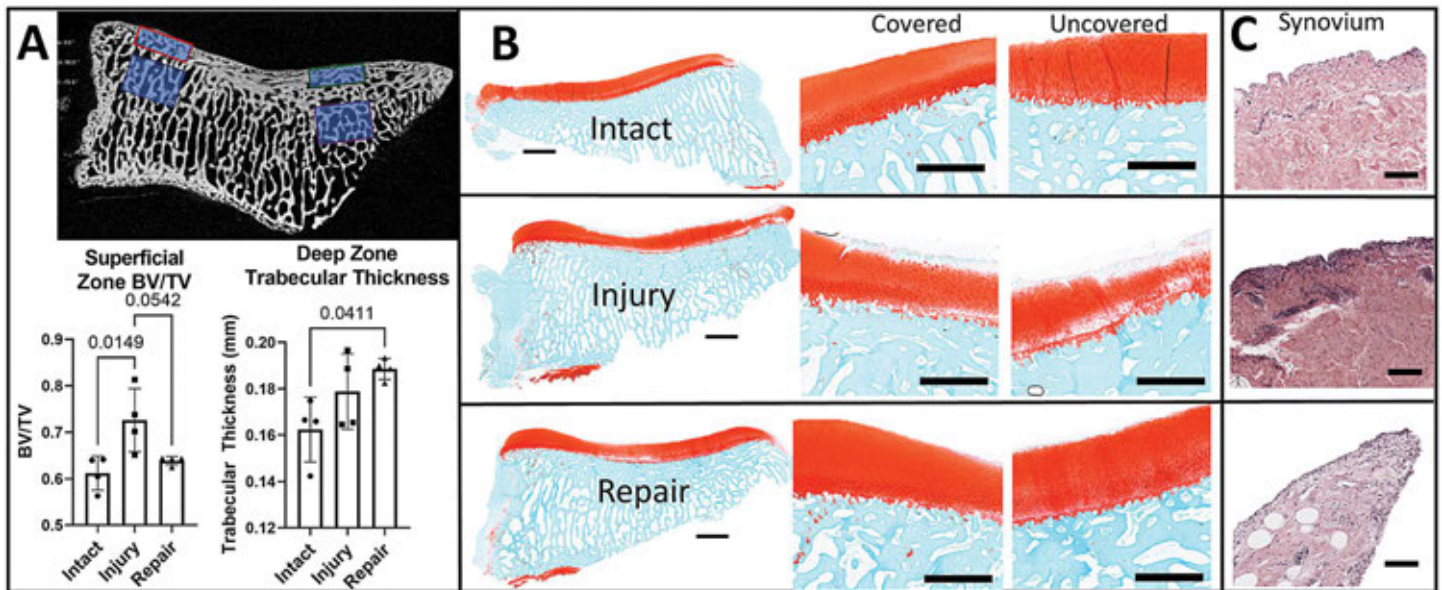 A
Superficial
Zone BV/TV
0.0542
0.0149
BV/TV
0.9
0.8
0.7
0.6
0.5
Intact
Injury
Repair
Deep Zone
Trabecular Thickness
0.0411
Trabecular Thickness (mm)
0.20
0.18
0.16
0.14
0.12
Intact
Injury
Repair
B
Covered
Uncovered
Intact
Injury
Repair
C
Synovium